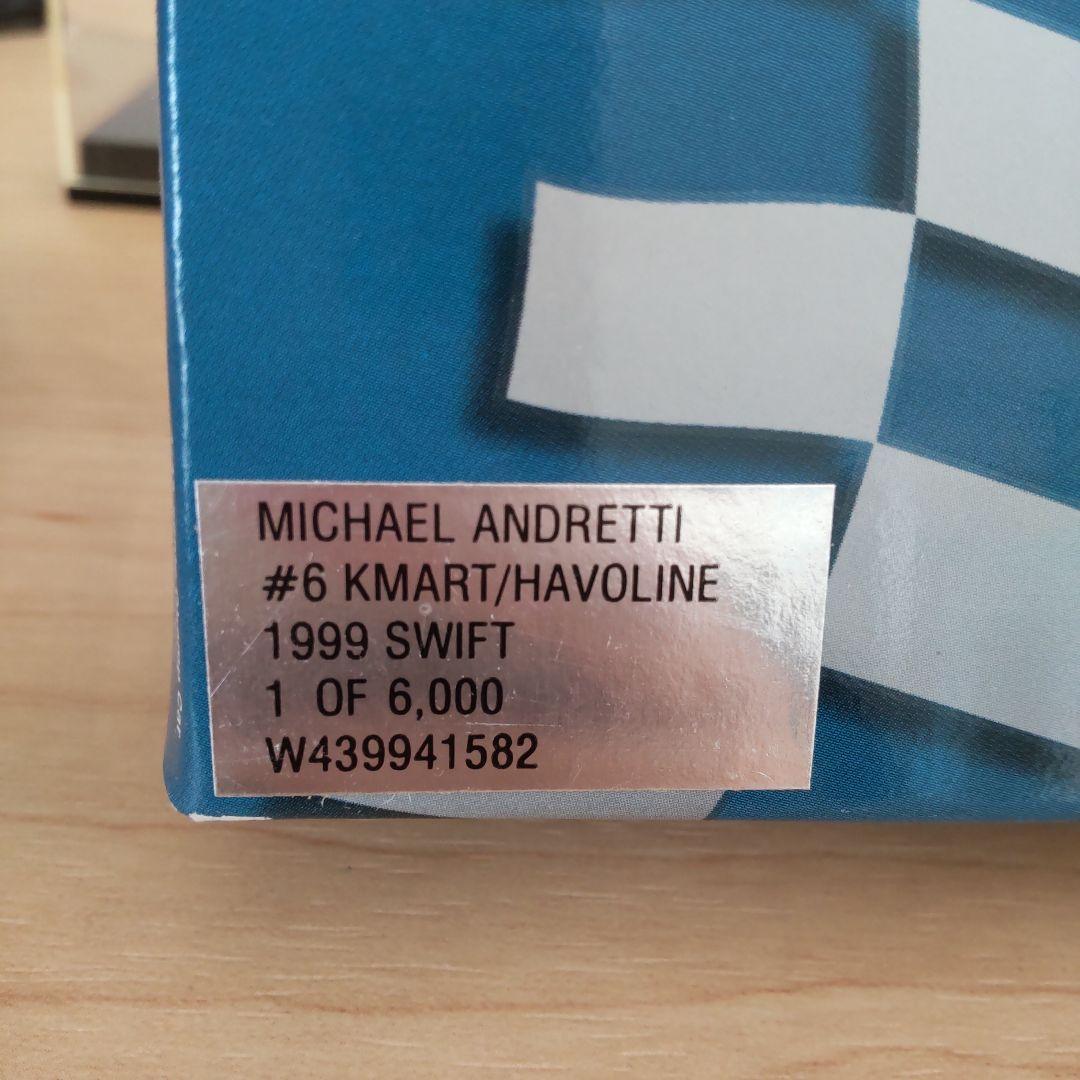 MICHAEL ANDRETTI
#6 KMART/HAVOLINE
1999 SWIFT
1 OF 6,000
W439941582